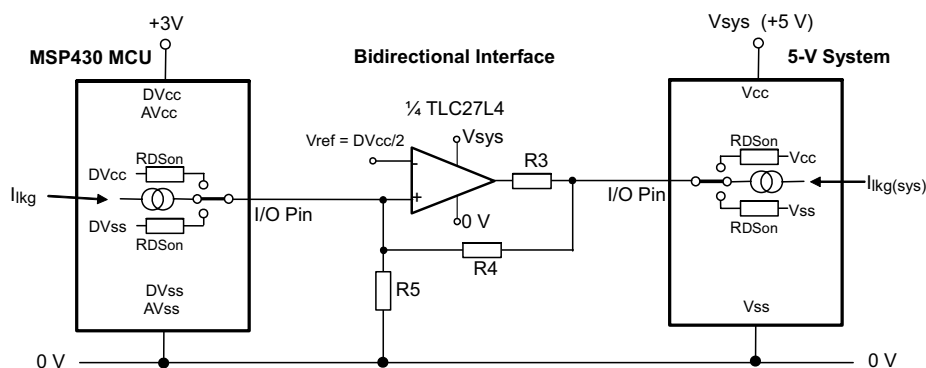 +3V
Vsys (+5 V)
MSP430 MCU
Bidirectional Interface
5-V System
DVcc
AVcc
Vcc
¼ TLC27L4
Vref = DVcc/2
Vsys
RDSon
RDSon
DVcc
R3
Vcc
Ilkg
I/O Pin
I/O Pin
Ilkg(sys)
DVss
0 V
Vss
RDSon
RDSon
R4
R5
DVss
AVss
Vss
0 V
0 V
-
+